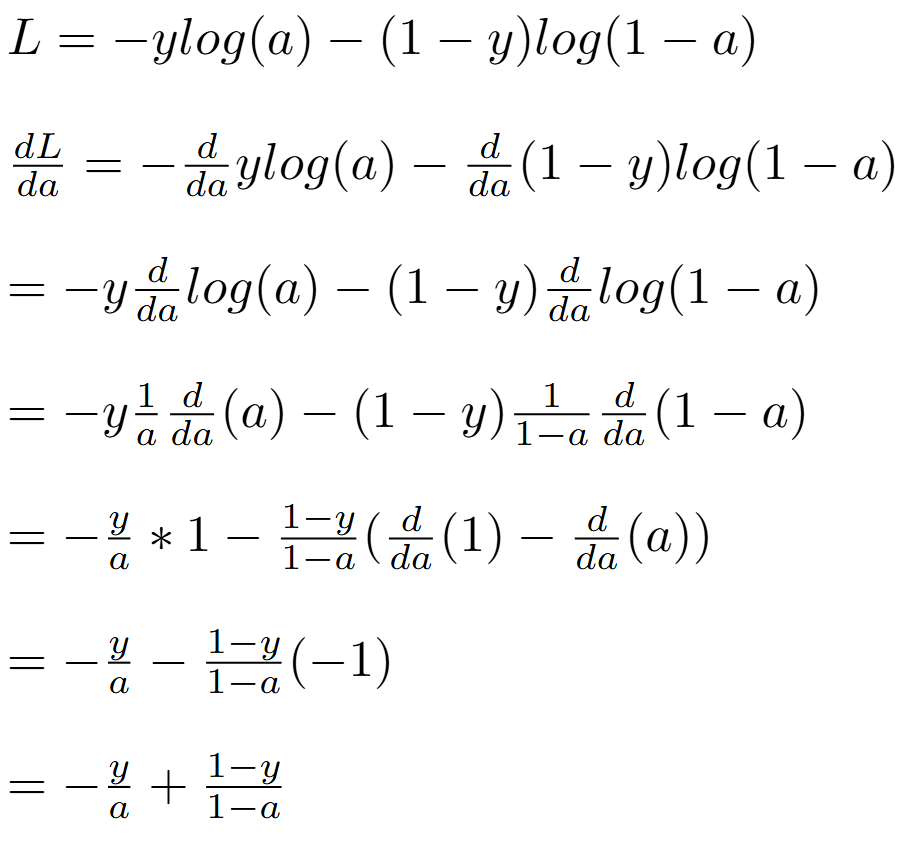 L = −ylog(a) − (1 − y)log(1 − a)
dL/da = −d/da ylog(a) − d/da (1 − y)log(1 − a)
= −y d/da log(a) − (1 − y) d/da log(1 − a)
= −y 1/a d/da (a) − (1 − y) 1/1−a d/da (1 − a)
= −y/a ∗ 1 − 1−y/1−a (d/da (1) − d/da (a))
= −y/a − 1−y/1−a (−1)
= −y/a + 1−y/1−a